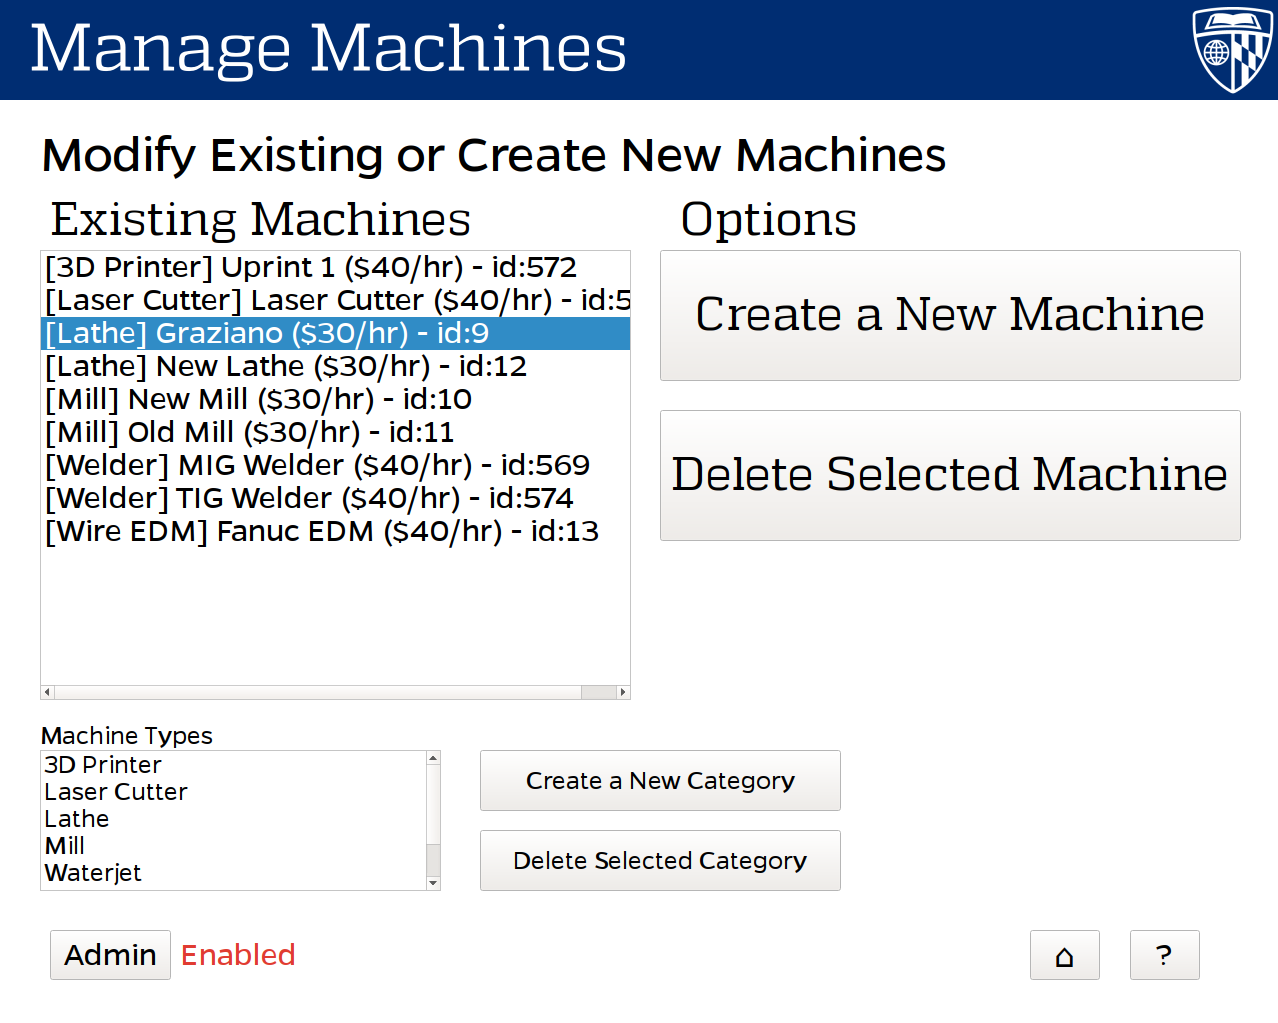 Manage Machines
Modify Existing or Create New Machines
Existing Machines
Options
[3D Printer] Uprint 1 ($40/hr) - id:572
[Laser Cutter] Laser Cutter ($40/hr) - id:5
[Lathe] Graziano ($30/hr) - id:9
[Lathe] New Lathe ($30/hr) - id:12
[Mill] New Mill ($30/hr) - id:10
[Mill] Old Mill ($30/hr) - id:11
[Welder] MIG Welder ($40/hr) - id:569
[Welder] TIG Welder ($40/hr) - id:574
[Wire EDM] Fanuc EDM ($40/hr) - id:13
Create a New Machine
Delete Selected Machine
Machine Types
3D Printer
Laser Cutter
Lathe
Mill
Waterjet
Create a New Category
Delete Selected Category
Admin Enabled
?